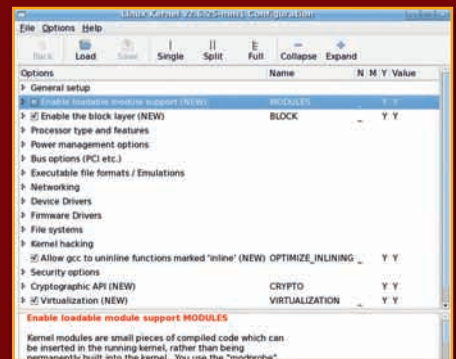 Linux Kernel v2.6.25-mm1 Configuration
File Options Help
Back Load Save Single Split Full Collapse Expand
Options Name N M Y Value
General setup
Enable loadable module support (NEW) MODULES _ Y Y
Enable the block layer (NEW) BLOCK _ Y Y
Processor type and features
Power management options
Bus options (PCI etc.)
Executable file formats / Emulations
Networking
Device Drivers
Firmware Drivers
File systems
Kernel hacking
Allow gcc to uninline functions marked 'inline' (NEW) OPTIMIZE_INLINING _ Y Y
Security options
Cryptographic API (NEW) CRYPTO _ Y Y
Virtualization (NEW) VIRTUALIZATION _ Y Y
Enable loadable module support MODULES
Kernel modules are small pieces of compiled code which can
be inserted in the running kernel, rather than being
permanently built into the kernel. You use the "modprobe"